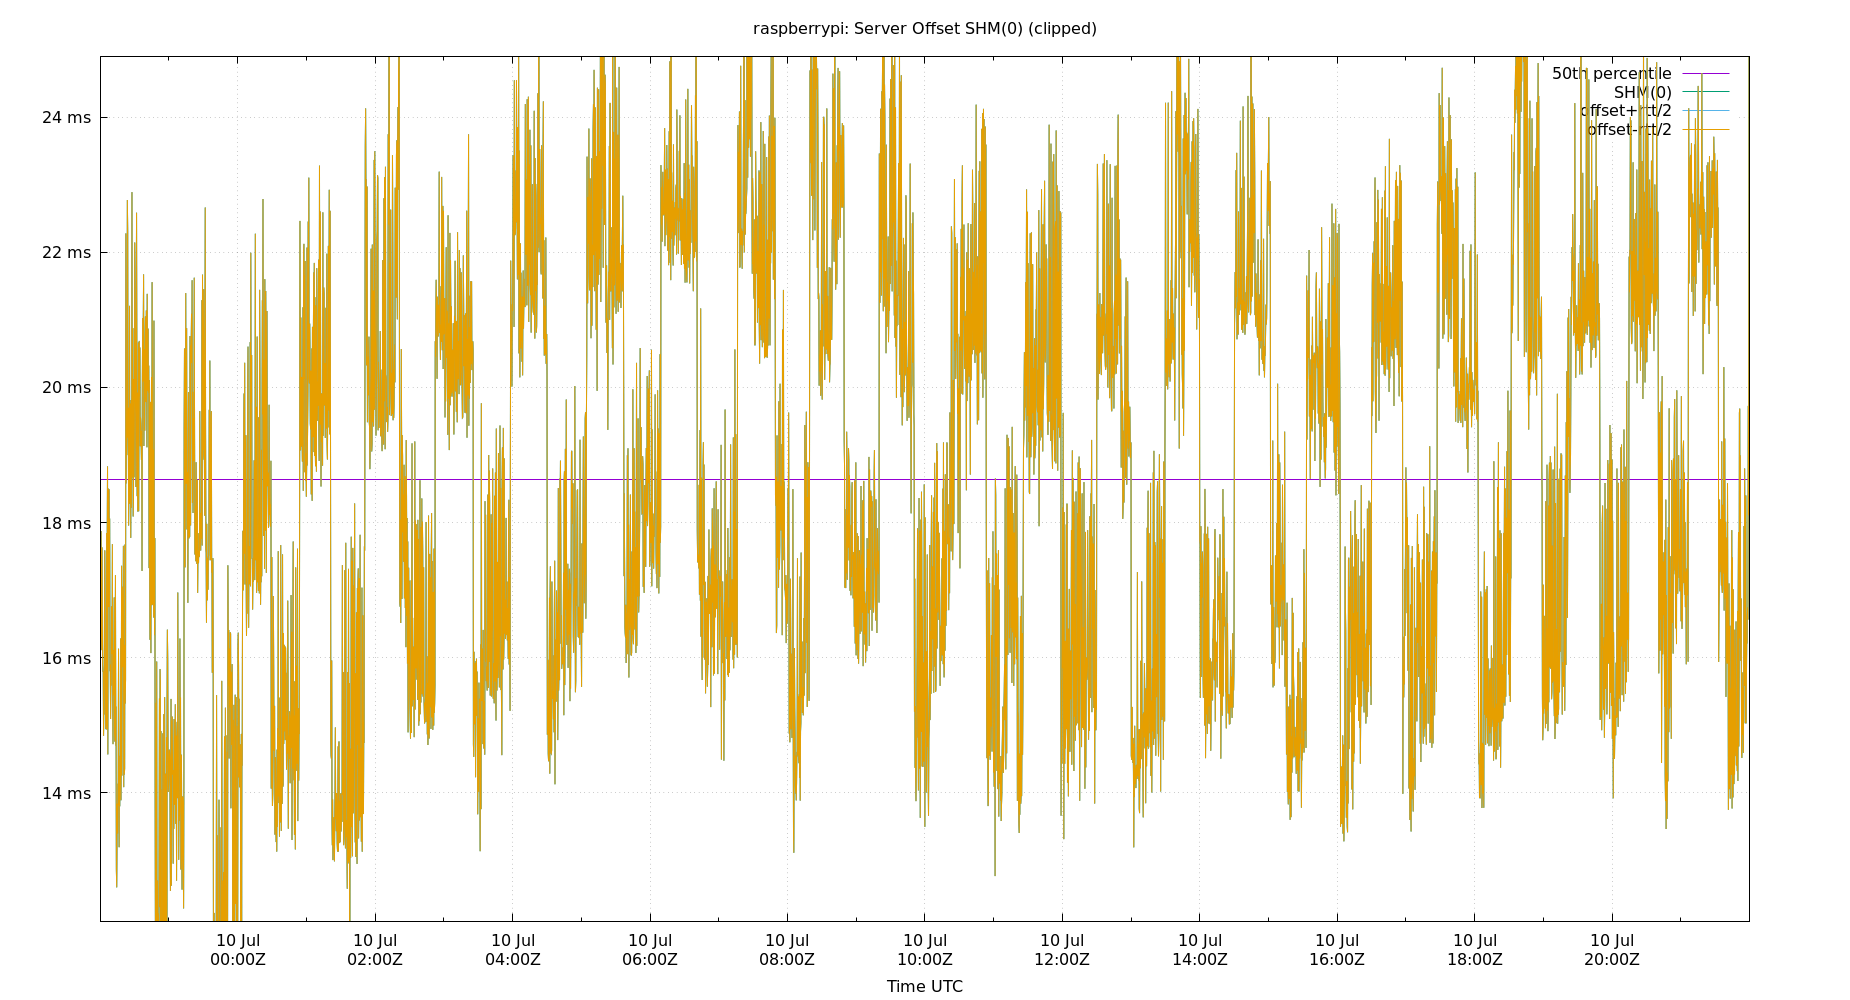 raspberrypi: Server Offset SHM(0) (clipped)
50th percentile
SHM(0)
offset+rtt/2
offset-rtt/2
24 ms
22 ms
20 ms
18 ms
16 ms
14 ms
10 Jul 10 Jul 10 Jul 10 Jul 10 Jul 10 Jul 10 Jul 10 Jul 10 Jul 10 Jul 10 Jul
00:00Z 02:00Z 04:00Z 06:00Z 08:00Z 10:00Z 12:00Z 14:00Z 16:00Z 18:00Z 20:00Z
Time UTC